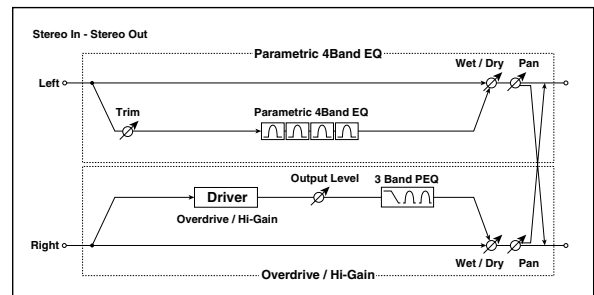 Stereo In - Stereo Out
Parametric 4Band EQ
Wet / Dry Pan
Left
Trim
Parametric 4Band EQ
Output Level 3 Band PEQ
Driver
Overdrive / Hi-Gain
Right
Wet / Dry Pan
Overdrive / Hi-Gain